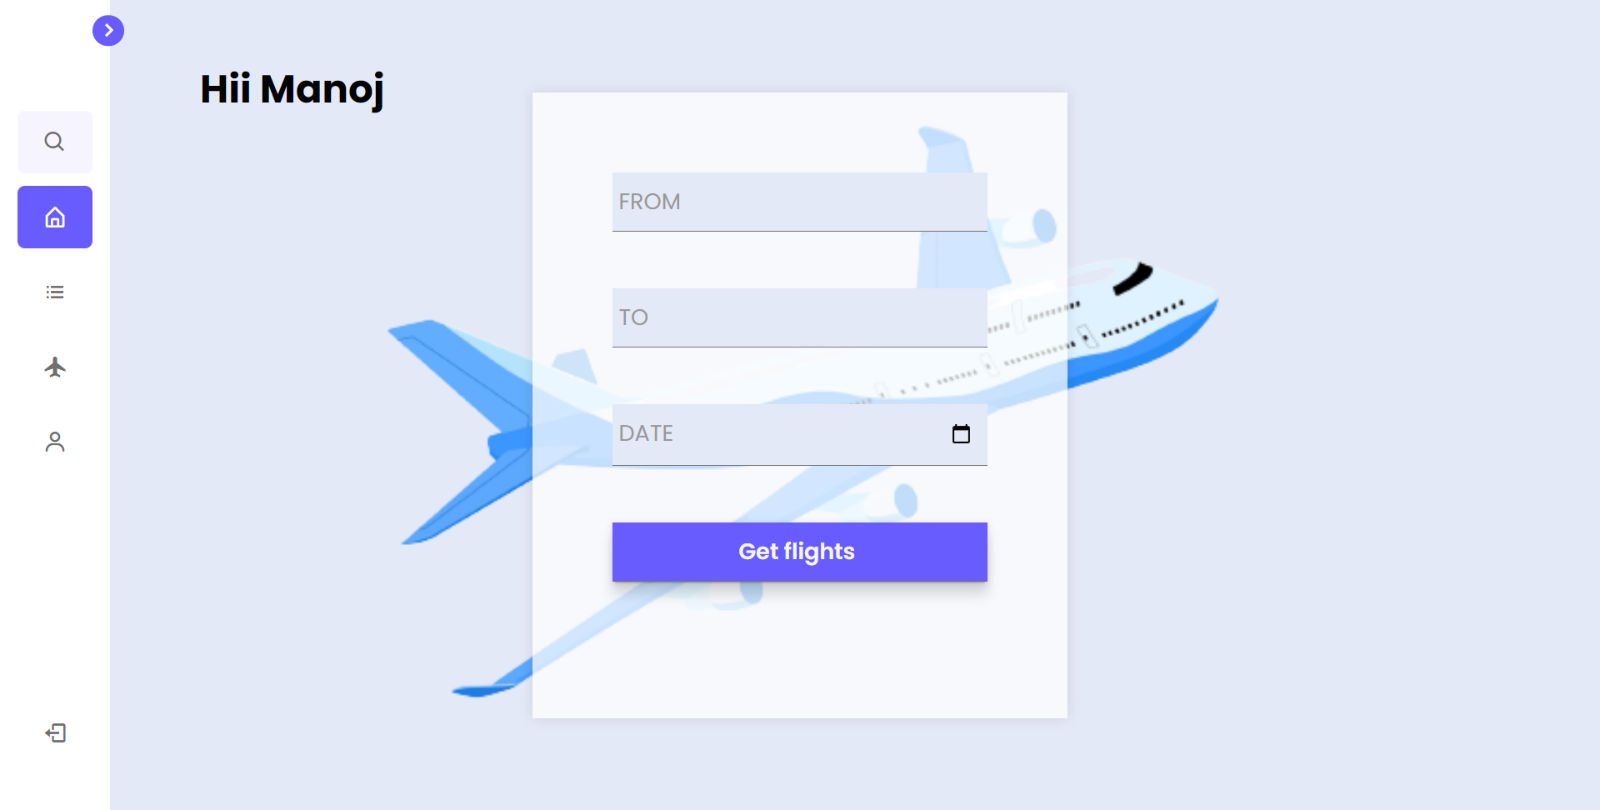 Hii Manoj
FROM
TO
DATE
Get flights